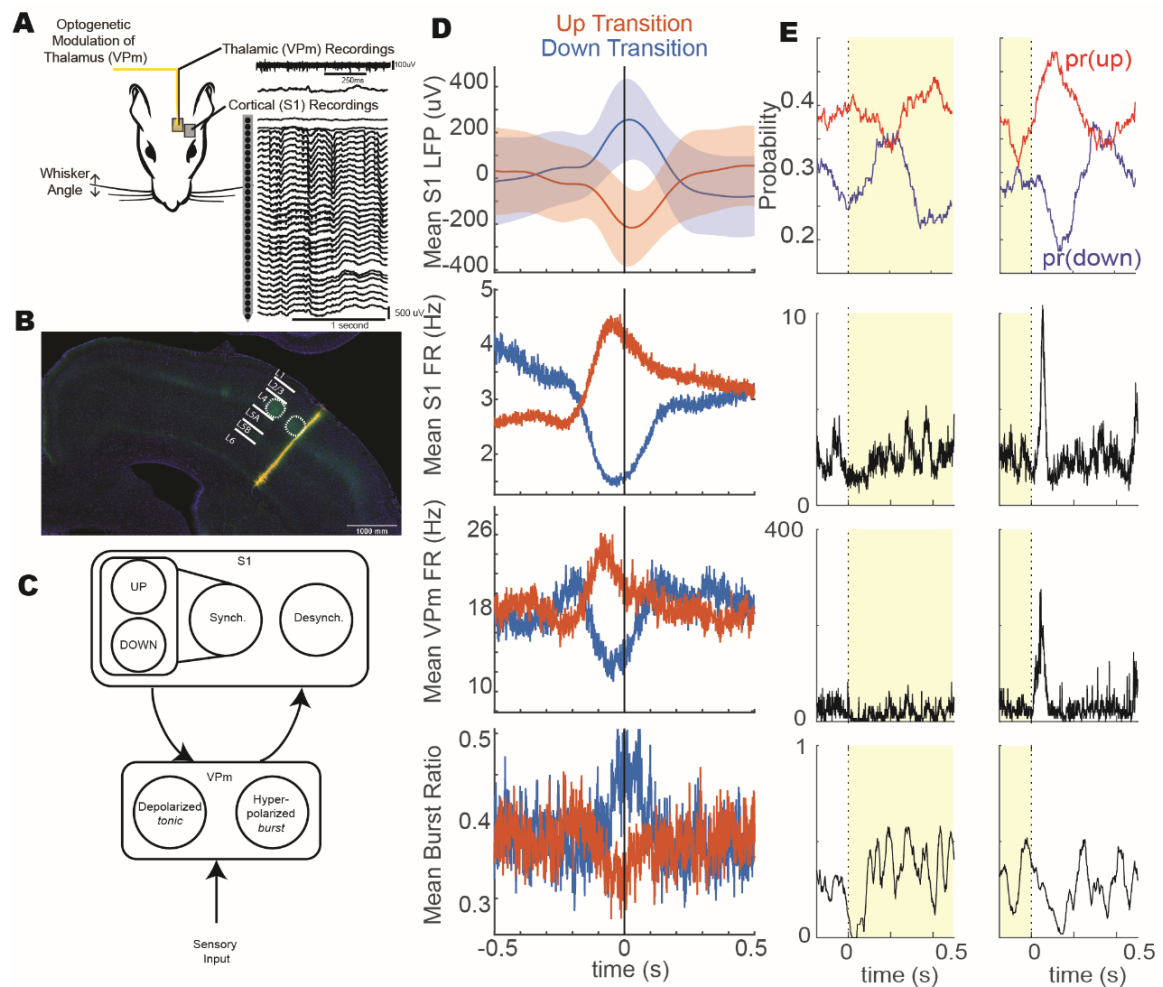 A
Optogenetic
Modulation of
Thalamus (VPm)
Thalamic (VPm) Recordings
100uV
250ms
Cortical (S1) Recordings
Whisker
Angle
500 uV
1 second
B
L1
L2/3
L4
L5A
L5B
L6
1000 mm
C
S1
UP
DOWN
Synch.
Desynch.
VPm
Depolarized
tonic
Hyper-
polarized
burst
Sensory
Input
D
Up Transition
Down Transition
Mean S1 LFP (uV)
400
200
0
-200
-400
Mean S1 FR (Hz)
5
4
3
2
Mean VPm FR (Hz)
26
18
10
Mean Burst Ratio
0.5
0.4
0.3
-0.5
0
0.5
time (s)
E
Probability
0.4
0.3
0.2
pr(up)
pr(down)
10
0
400
0
1
0
0
0.5
time (s)
0
0.5
time (s)